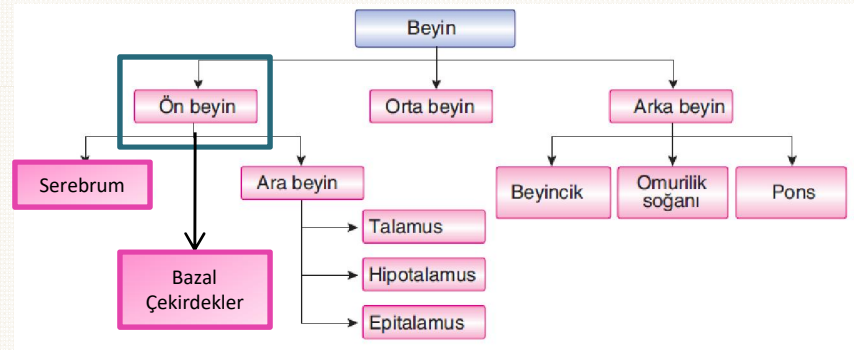 Beyin
Ön beyin
Orta beyin
Arka beyin
Serebrum
Ara beyin
Beyincik
Omurilik
soğanı
Pons
Talamus
Bazal
Çekirdekler
Hipotalamus
Epitalamus